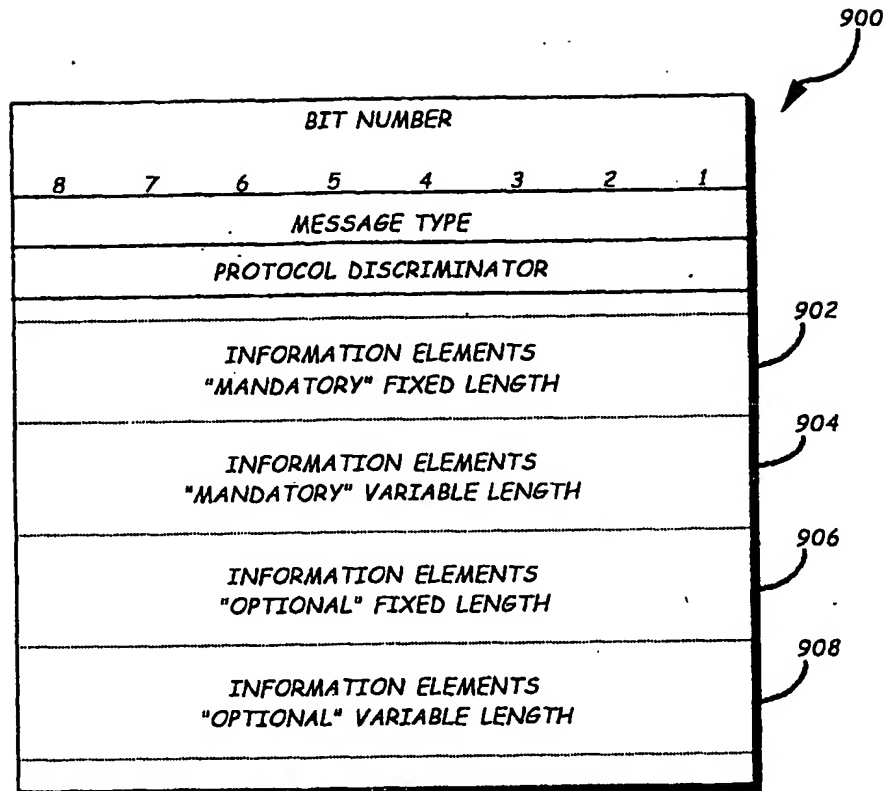 900
BIT NUMBER
8 7 6 5 4 3 2 1
MESSAGE TYPE
PROTOCOL DISCRIMINATOR
902
INFORMATION ELEMENTS
"MANDATORY" FIXED LENGTH
904
INFORMATION ELEMENTS
"MANDATORY" VARIABLE LENGTH
906
INFORMATION ELEMENTS
"OPTIONAL" FIXED LENGTH
908
INFORMATION ELEMENTS
"OPTIONAL" VARIABLE LENGTH